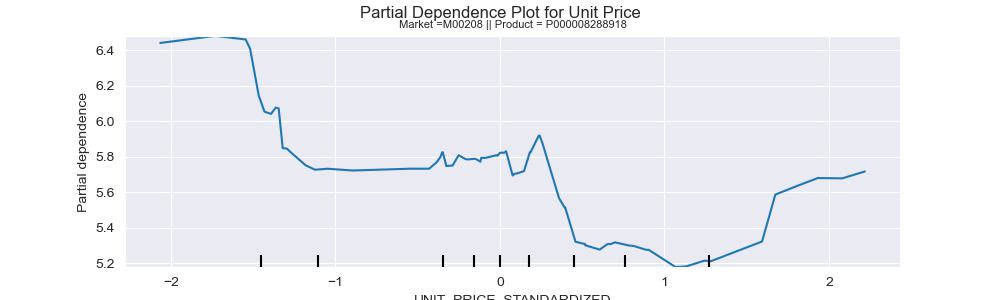 Partial Dependence Plot for Unit Price
Market =M00208 || Product = P000008288918
Partial dependence
6.4
6.2
6.0
5.8
5.6
5.4
5.2
−2 −1 0 1 2
UNIT_PRICE_STANDARDIZED